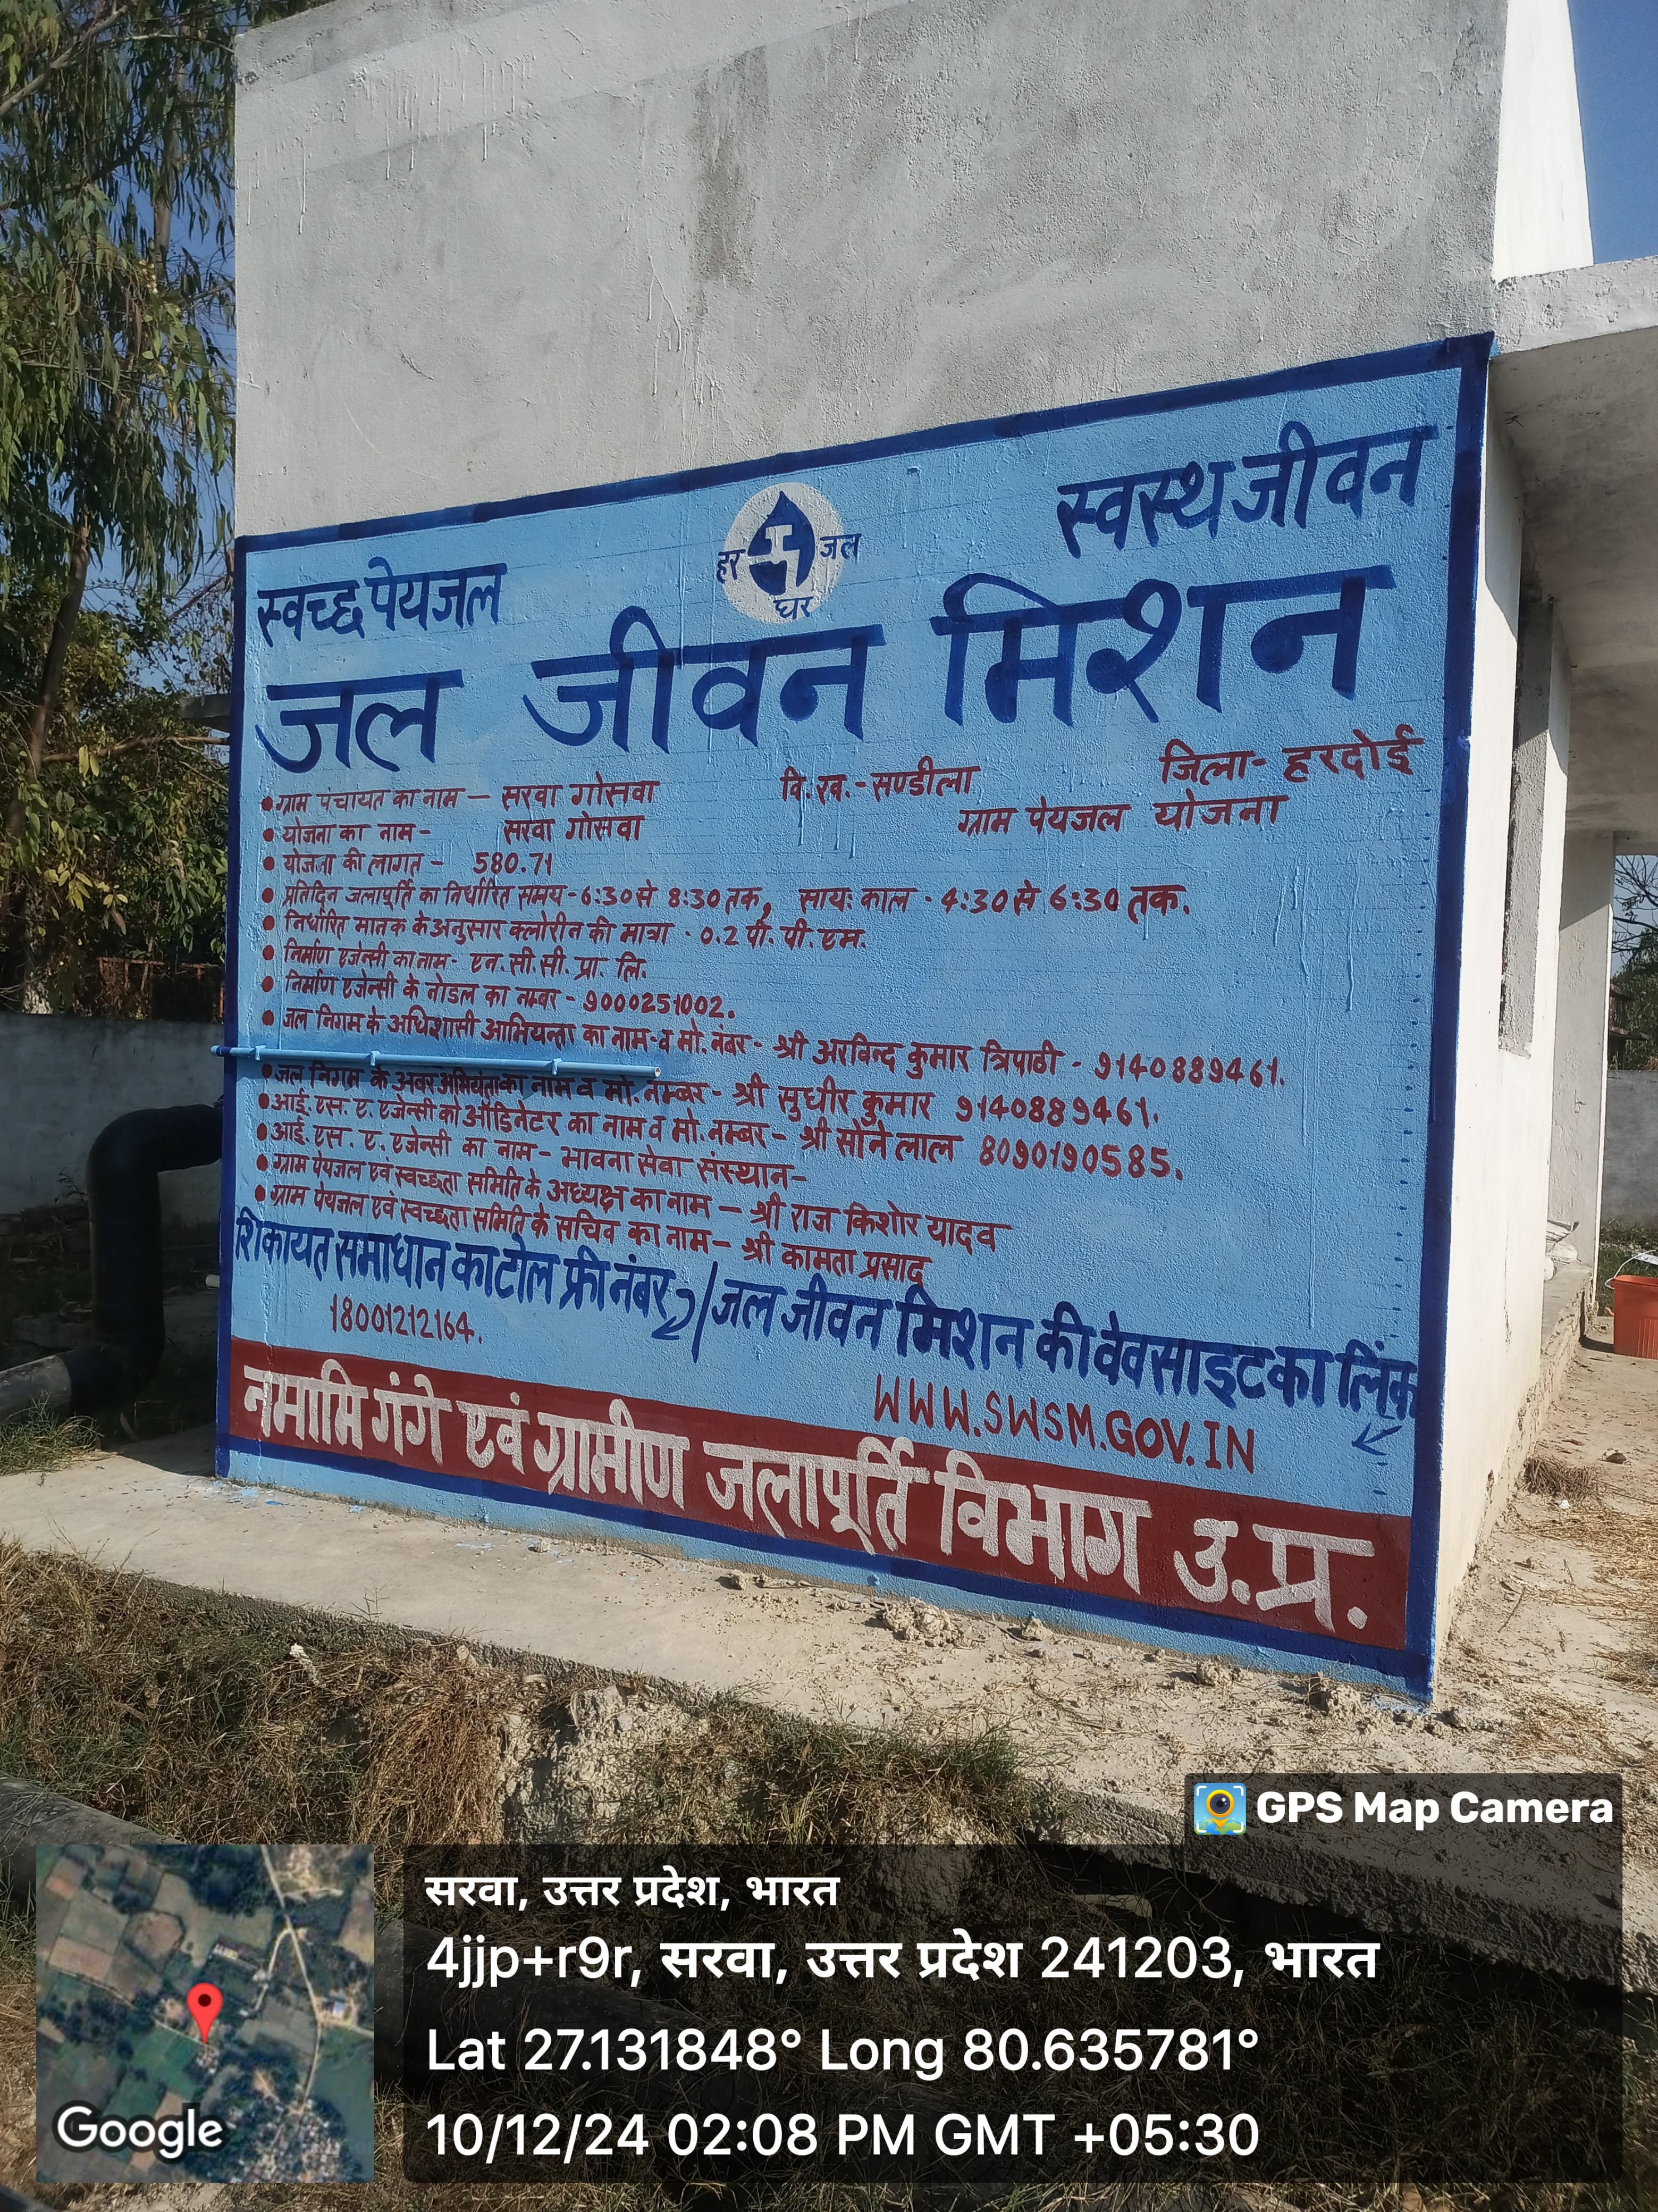 स्वच्छ पेयजल
हर घर जल
स्वस्थ जीवन
जल जीवन मिशन
• ग्राम पंचायत का नाम – सरवा गोसवा वि.ख.-सण्डीला जिला-हरदोई
• योजना का नाम - सरवा गोसवा ग्राम पेयजल योजना
• योजना की लागत - 580.71
• प्रतिदिन जलापूर्ति का निर्धारित समय-6:30 से 8:30 तक, सायः काल - 4:30 से 6:30 तक.
• निर्धारित मानक के अनुसार क्लोरीन की मात्रा - 0.2 पी. पी. एम.
• निर्माण एजेन्सी का नाम- एन. सी. सी. प्रा. लि.
• निर्माण एजेन्सी के नोडल का नम्बर - 9000251002.
• जल निगम के अधिशासी अभियन्ता का नाम-व मो. नंबर- श्री अरविन्द कुमार त्रिपाठी - 9140889461.
• जल निगम के अवर अभियंता का नाम व मो. नम्बर- श्री सुधीर कुमार 9140889461.
• आई. एस. ए. एजेन्सी को ऑडिनेटर का नाम व मो. नम्बर- श्री सोने लाल 8090190585.
• आई. एस. ए. एजेन्सी का नाम- भावना सेवा संस्थान-
• ग्राम पेयजल एवं स्वच्छता समिति के अध्यक्ष का नाम – श्री राज किशोर यादव
• ग्राम पेयजल एवं स्वच्छता समिति के सचिव का नाम – श्री कामता प्रसाद
शिकायत समाधान का टोल फ्री नंबर / जल जीवन मिशन की वेवसाइट का लिंक
18001212164.
WWW.SWSM.GOV.IN
नमामि गंगे एवं ग्रामीण जलापूर्ति विभाग उ.प्र.
GPS Map Camera
सरवा, उत्तर प्रदेश, भारत
4jjp+r9r, सरवा, उत्तर प्रदेश 241203, भारत
Lat 27.131848° Long 80.635781°
10/12/24 02:08 PM GMT +05:30
Google